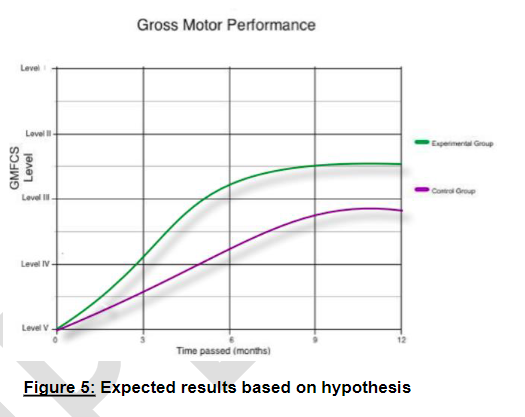 Gross Motor Performance
Level I
Level II
Level III
Level IV
Level V
GMFCS
Level
Experimental Group
Control Group
0
3
6
9
12
Time passed (months)
Figure 5: Expected results based on hypothesis